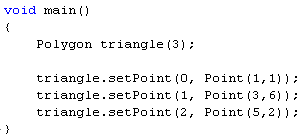 void main()
{
    Polygon triangle(3);

    triangle.setPoint(0, Point(1,1));
    triangle.setPoint(1, Point(3,6));
    triangle.setPoint(2, Point(5,2));
}